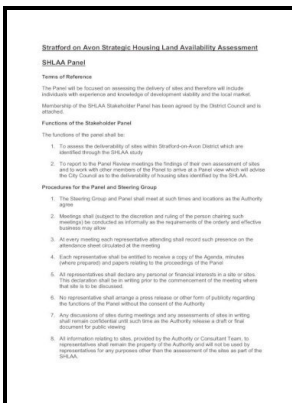 Stratford on Avon Strategic Housing Land Availability Assessment
SHLAA Panel
Terms of Reference
The Panel will be focused on assessing the delivery of sites and therefore will include
individuals with experience and knowledge of development viability and the local market.
Membership of the SHLAA Stakeholder Panel has been agreed by the District Council and is
attached.
Functions of the Stakeholder Panel
The functions of the panel shall be:
1. To assess the deliverability of sites within Stratford-on-Avon District which are
identified through the SHLAA study
2. To report to the Panel Review meetings the findings of their own assessment of sites
and to work with other members of the Panel to arrive at a Panel view which will advise
the City Council as to the deliverability of housing sites identified by the SHLAA.
Procedures for the Panel and Steering Group
1. The Steering Group and Panel shall meet at such times and locations as the Authority
agree
2. Meetings shall (subject to the discretion and ruling of the person chairing such
meetings) be conducted as informally as the requirements of the orderly and effective
business may allow
3. At every meeting each representative attending shall record such presence on the
attendance sheet circulated at the meeting
4. Each representative shall be entitled to receive a copy of the Agenda, minutes
(where prepared) and papers relating to the proceedings of the Panel
5. All representatives shall declare any personal or financial interests in a site or sites.
This declaration shall be in writing prior to the commencement of the meeting where
that site is to be discussed.
6. No representative shall arrange a press release or other form of publicity regarding
the functions of the Panel without the consent of the Authority
7. Any discussions of sites during meetings and any assessments of sites in writing
shall remain confidential until such time as the Authority release a draft or final
document for public viewing
8. All information relating to sites, provided by the Authority or Consultant Team, to
representatives shall remain the property of the Authority and will not be used by
representatives for any purposes other than the assessment of the sites as part of the
SHLAA.